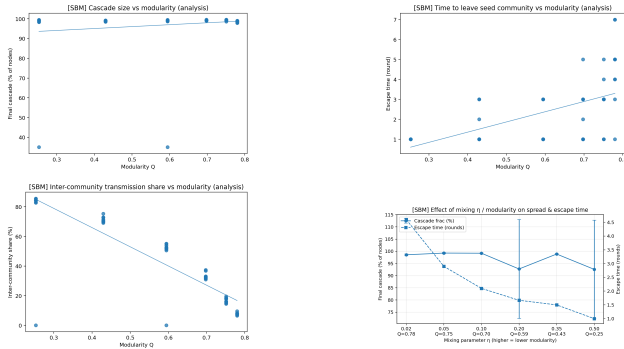 [SBM] Cascade size vs modularity (analysis)
Final cascade (% of nodes)
100
90
80
70
60
50
40
0.3 0.4 0.5 0.6 0.7 0.8
Modularity Q
[SBM] Time to leave seed community vs modularity (analysis)
Escape time (round)
7
6
5
4
3
2
1
0.3 0.4 0.5 0.6 0.7 0.8
Modularity Q
[SBM] Inter-community transmission share vs modularity (analysis)
Inter-community share (%)
80
60
40
20
0
0.3 0.4 0.5 0.6 0.7 0.8
Modularity Q
[SBM] Effect of mixing η / modularity on spread & escape time
Cascade frac (%)
Escape time (rounds)
Final cascade (% of nodes)
115
110
105
100
95
90
85
80
75
4.5
4.0
3.5
3.0
2.5
2.0
1.5
1.0
Escape time (rounds)
0.02 0.05 0.10 0.20 0.35 0.50
Q=0.78 Q=0.75 Q=0.70 Q=0.59 Q=0.43 Q=0.25
Mixing parameter η (higher = lower modularity)